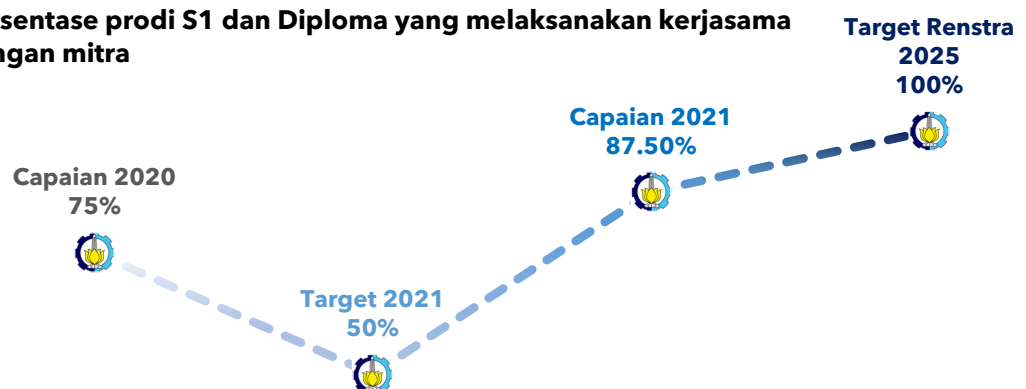 sentase prodi S1 dan Diploma yang melaksanakan kerjasama
ngan mitra
Target Renstra
2025
100%
Capaian 2021
87.50%
Capaian 2020
75%
Target 2021
50%